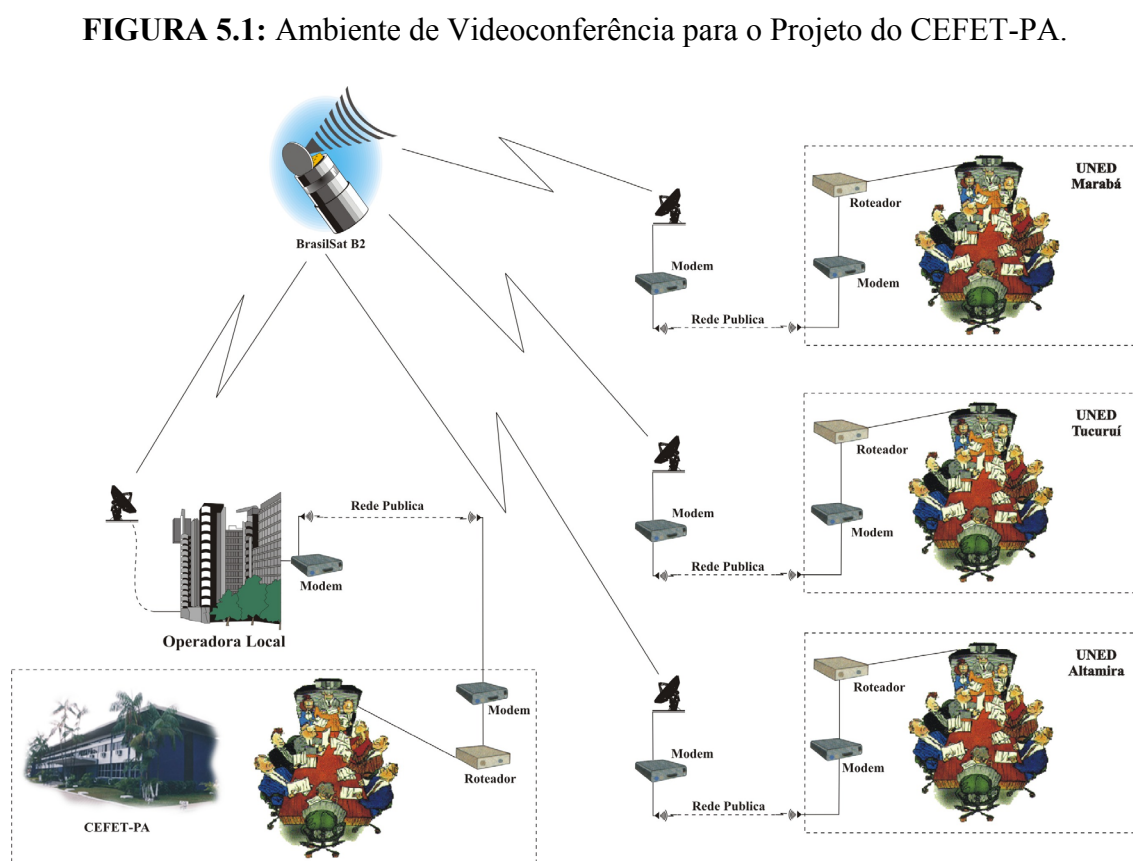 FIGURA 5.1: Ambiente de Videoconferência para o Projeto do CEFET-PA.
BrasilSat B2
Modem
Rede Publica
Roteador
Modem
UNED
Marabá
Modem
Rede Publica
Roteador
Modem
UNED
Tucuruí
Modem
Rede Publica
Roteador
Modem
UNED
Altamira
Rede Publica
Modem
Operadora Local
Modem
Roteador
CEFET-PA